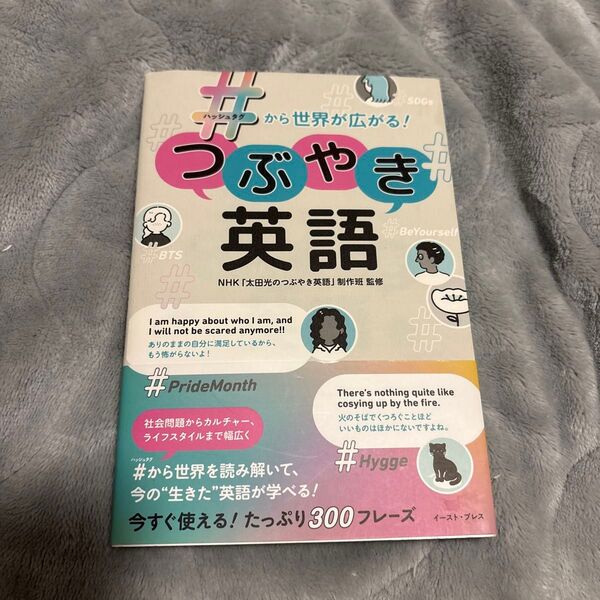 #SDGs
#
ハッシュタグ
から世界が広がる!
つぶやき
英語
#BeYourself
#BTS
NHK「太田光のつぶやき英語」制作班 監修
I am happy about who I am, and
I will not be scared anymore!!
ありのままの自分に満足しているから、
もう怖がらないよ!
#PrideMonth
There's nothing quite like
cosying up by the fire.
火のそばでくつろぐことほど
いいものはほかにないですよね。
#Hygge
社会問題からカルチャー、
ライフスタイルまで幅広く
ハッシュタグ
#から世界を読み解いて、
今の“生きた”英語が学べる!
今すぐ使える!たっぷり300フレーズ
イースト・プレス